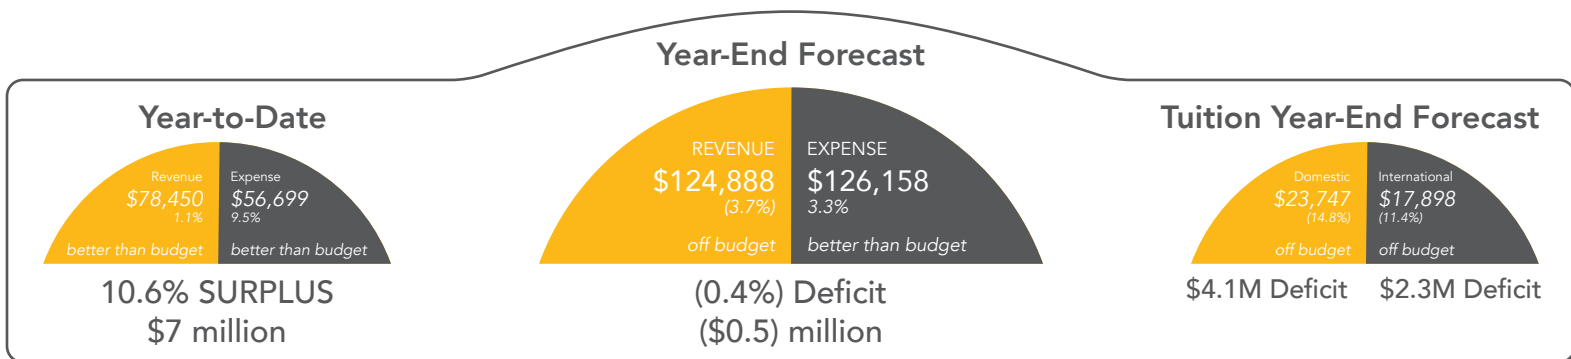 Year-End Forecast
Year-to-Date
Tuition Year-End Forecast
Revenue
$78,450
1.1%
better than budget
Expense
$56,699
9.5%
better than budget
10.6% SURPLUS
$7 million
REVENUE
$124,888
(3.7%)
off budget
EXPENSE
$126,158
3.3%
better than budget
(0.4%) Deficit
($0.5) million
Domestic
$23,747
(14.8%)
off budget
International
$17,898
(11.4%)
off budget
$4.1M Deficit
$2.3M Deficit